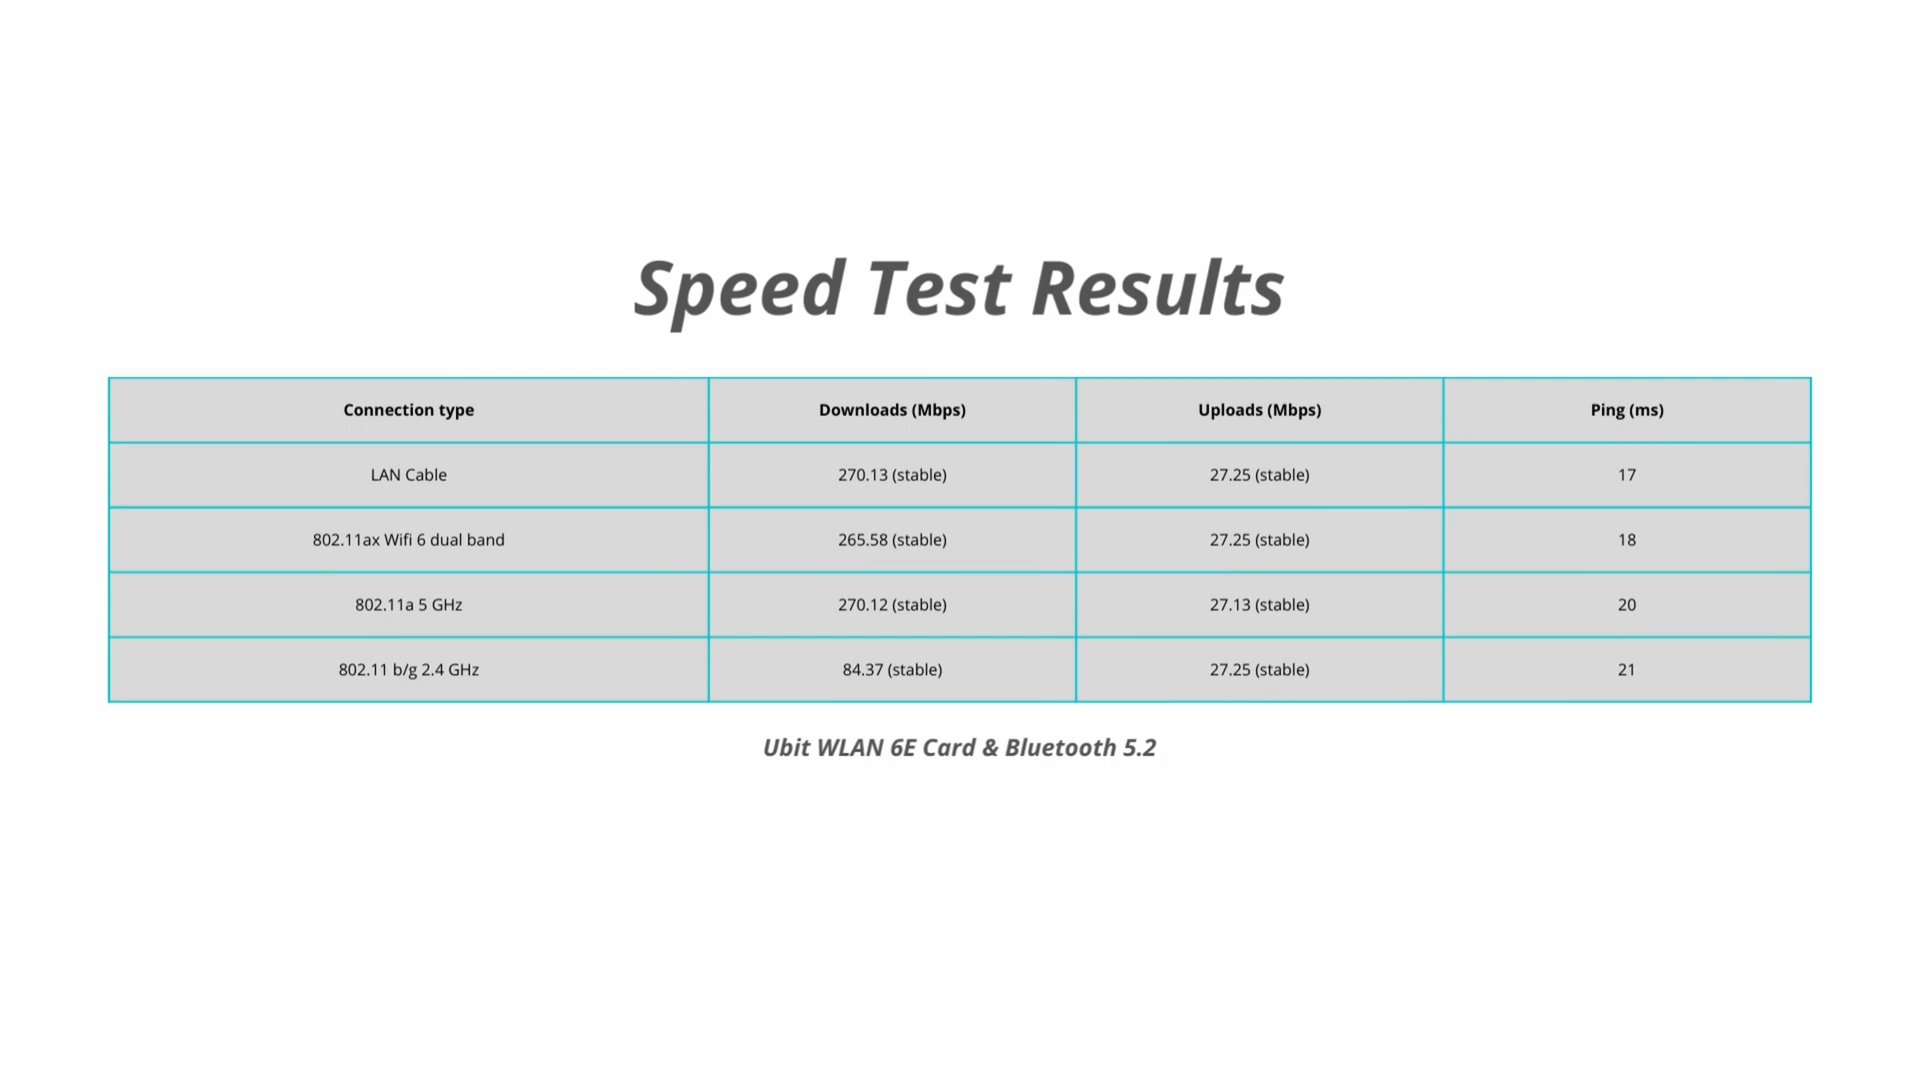 Speed Test Results
Connection type Downloads (Mbps) Uploads (Mbps) Ping (ms)
LAN Cable 270.13 (stable) 27.25 (stable) 17
802.11ax Wifi 6 dual band 265.58 (stable) 27.25 (stable) 18
802.11a 5 GHz 270.12 (stable) 27.13 (stable) 20
802.11 b/g 2.4 GHz 84.37 (stable) 27.25 (stable) 21
Ubit WLAN 6E Card & Bluetooth 5.2